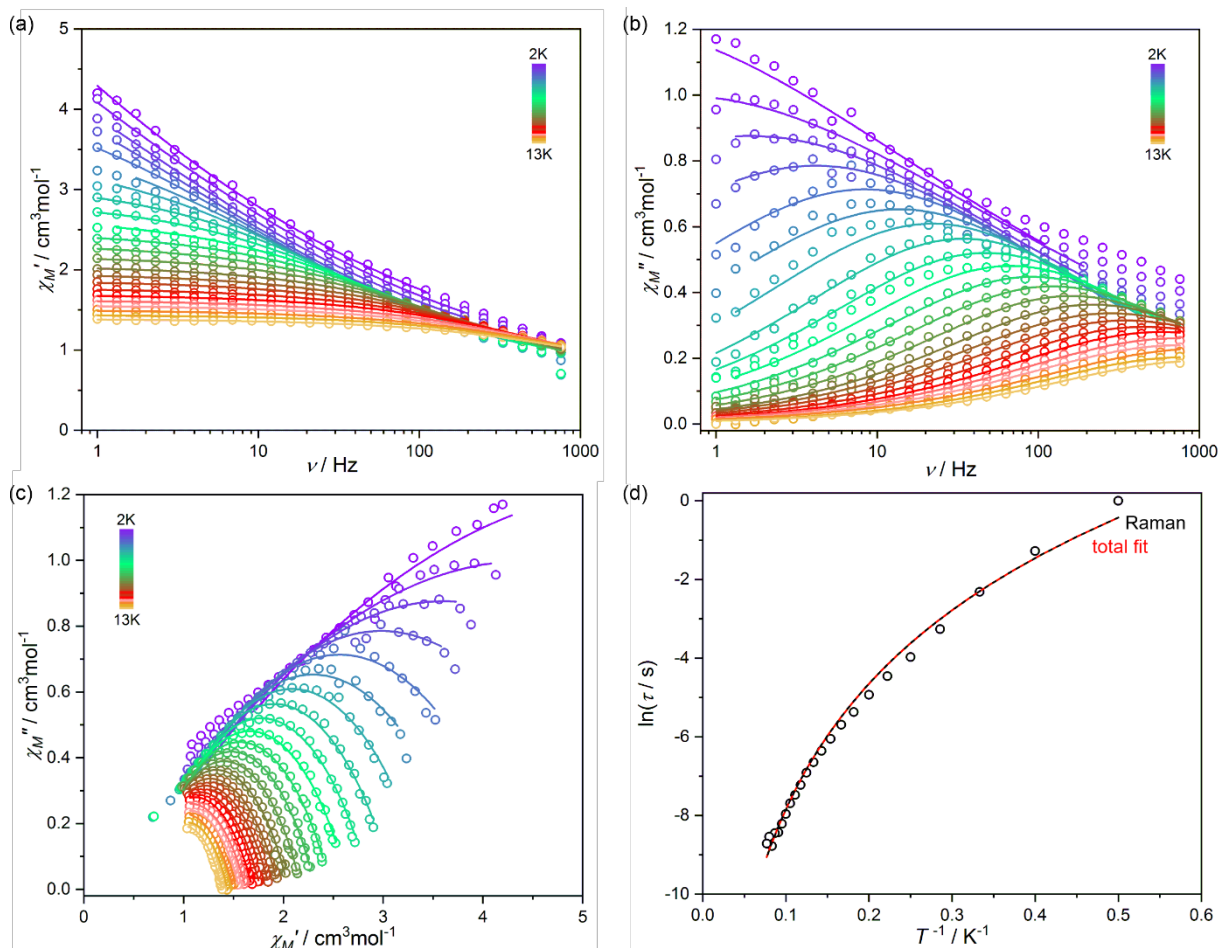 (a)
5
4
3
2
1
0
χM′ / cm³mol⁻¹
2K
13K
1
10
100
1000
ν / Hz
(b)
1.2
1.0
0.8
0.6
0.4
0.2
0.0
χM″ / cm³mol⁻¹
2K
13K
1
10
100
1000
ν / Hz
(c)
1.2
1.0
0.8
0.6
0.4
0.2
0.0
χM″ / cm³mol⁻¹
2K
13K
0
1
2
3
4
5
χM′ / cm³mol⁻¹
(d)
0
-2
-4
-6
-8
-10
ln(τ / s)
Raman
total fit
0.0
0.1
0.2
0.3
0.4
0.5
0.6
T ⁻¹ / K⁻¹